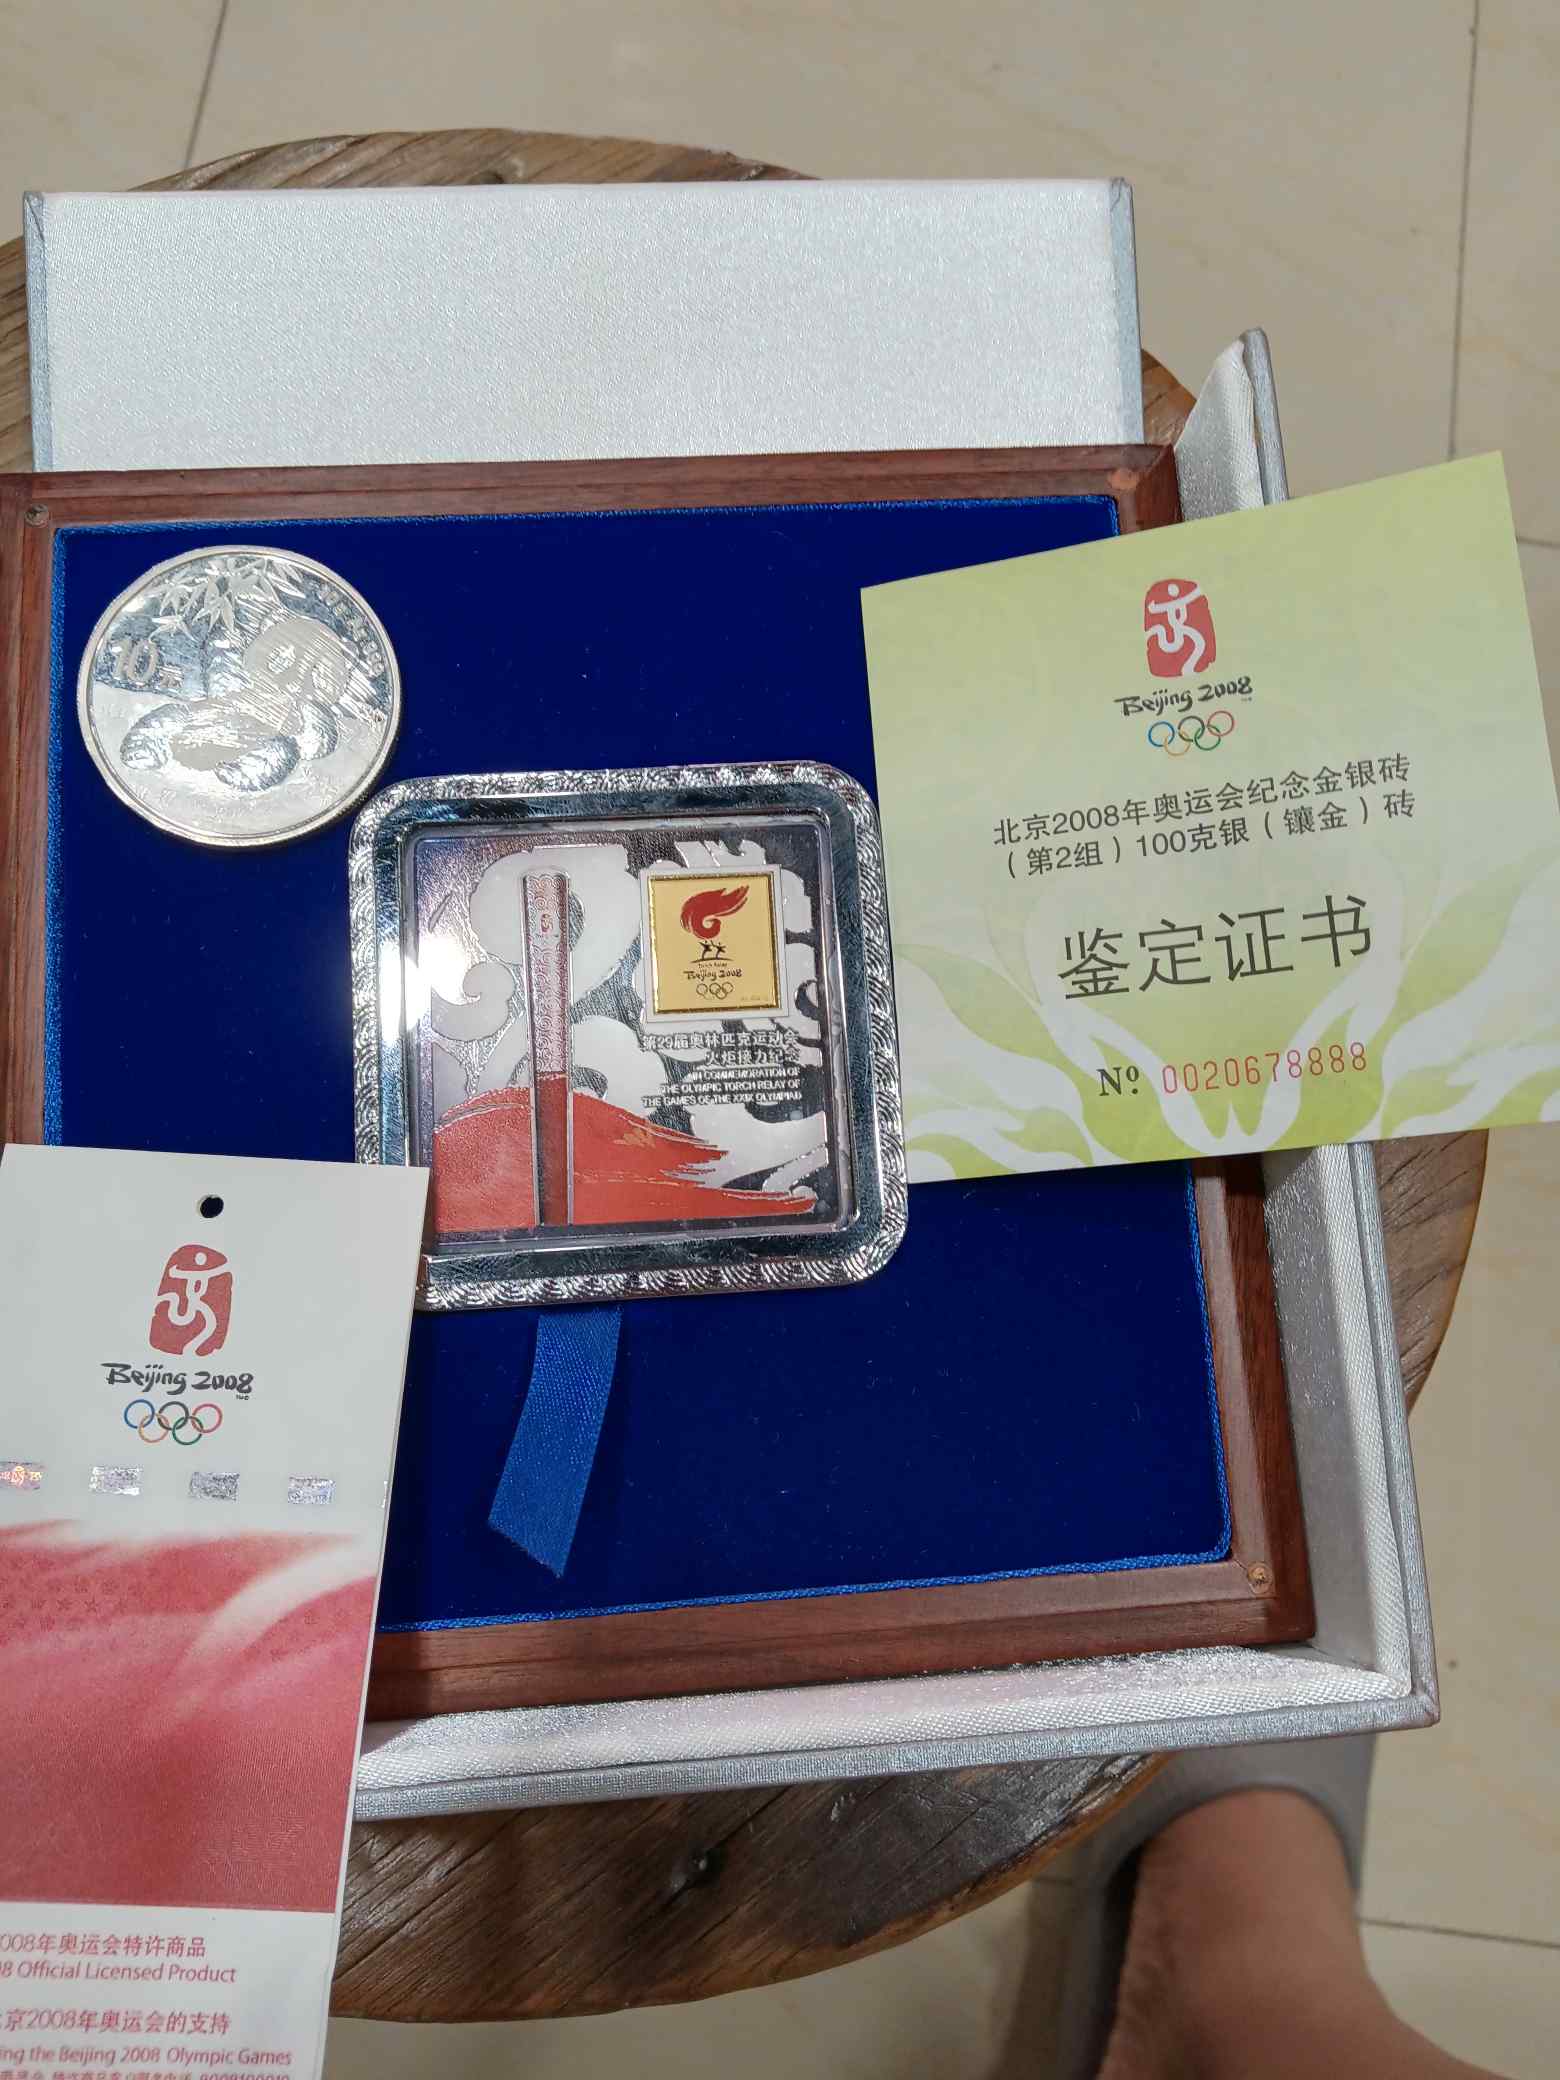 10元
Beijing 2008
北京2008年奥运会纪念金银砖
(第2组)100克银(镶金)砖
鉴定证书
Nº 0020678888
Torch Relay
Beijing 2008
第29届奥林匹克运动会
火炬接力纪念
IN COMMEMORATION OF
THE OLYMPIC TORCH RELAY OF
THE GAMES OF THE XXIX OLYMPIAD
Beijing 2008
008年奥运会特许商品
8 Official Licensed Product
京2008年奥运会的支持
ing the Beijing 2008 Olympic Games